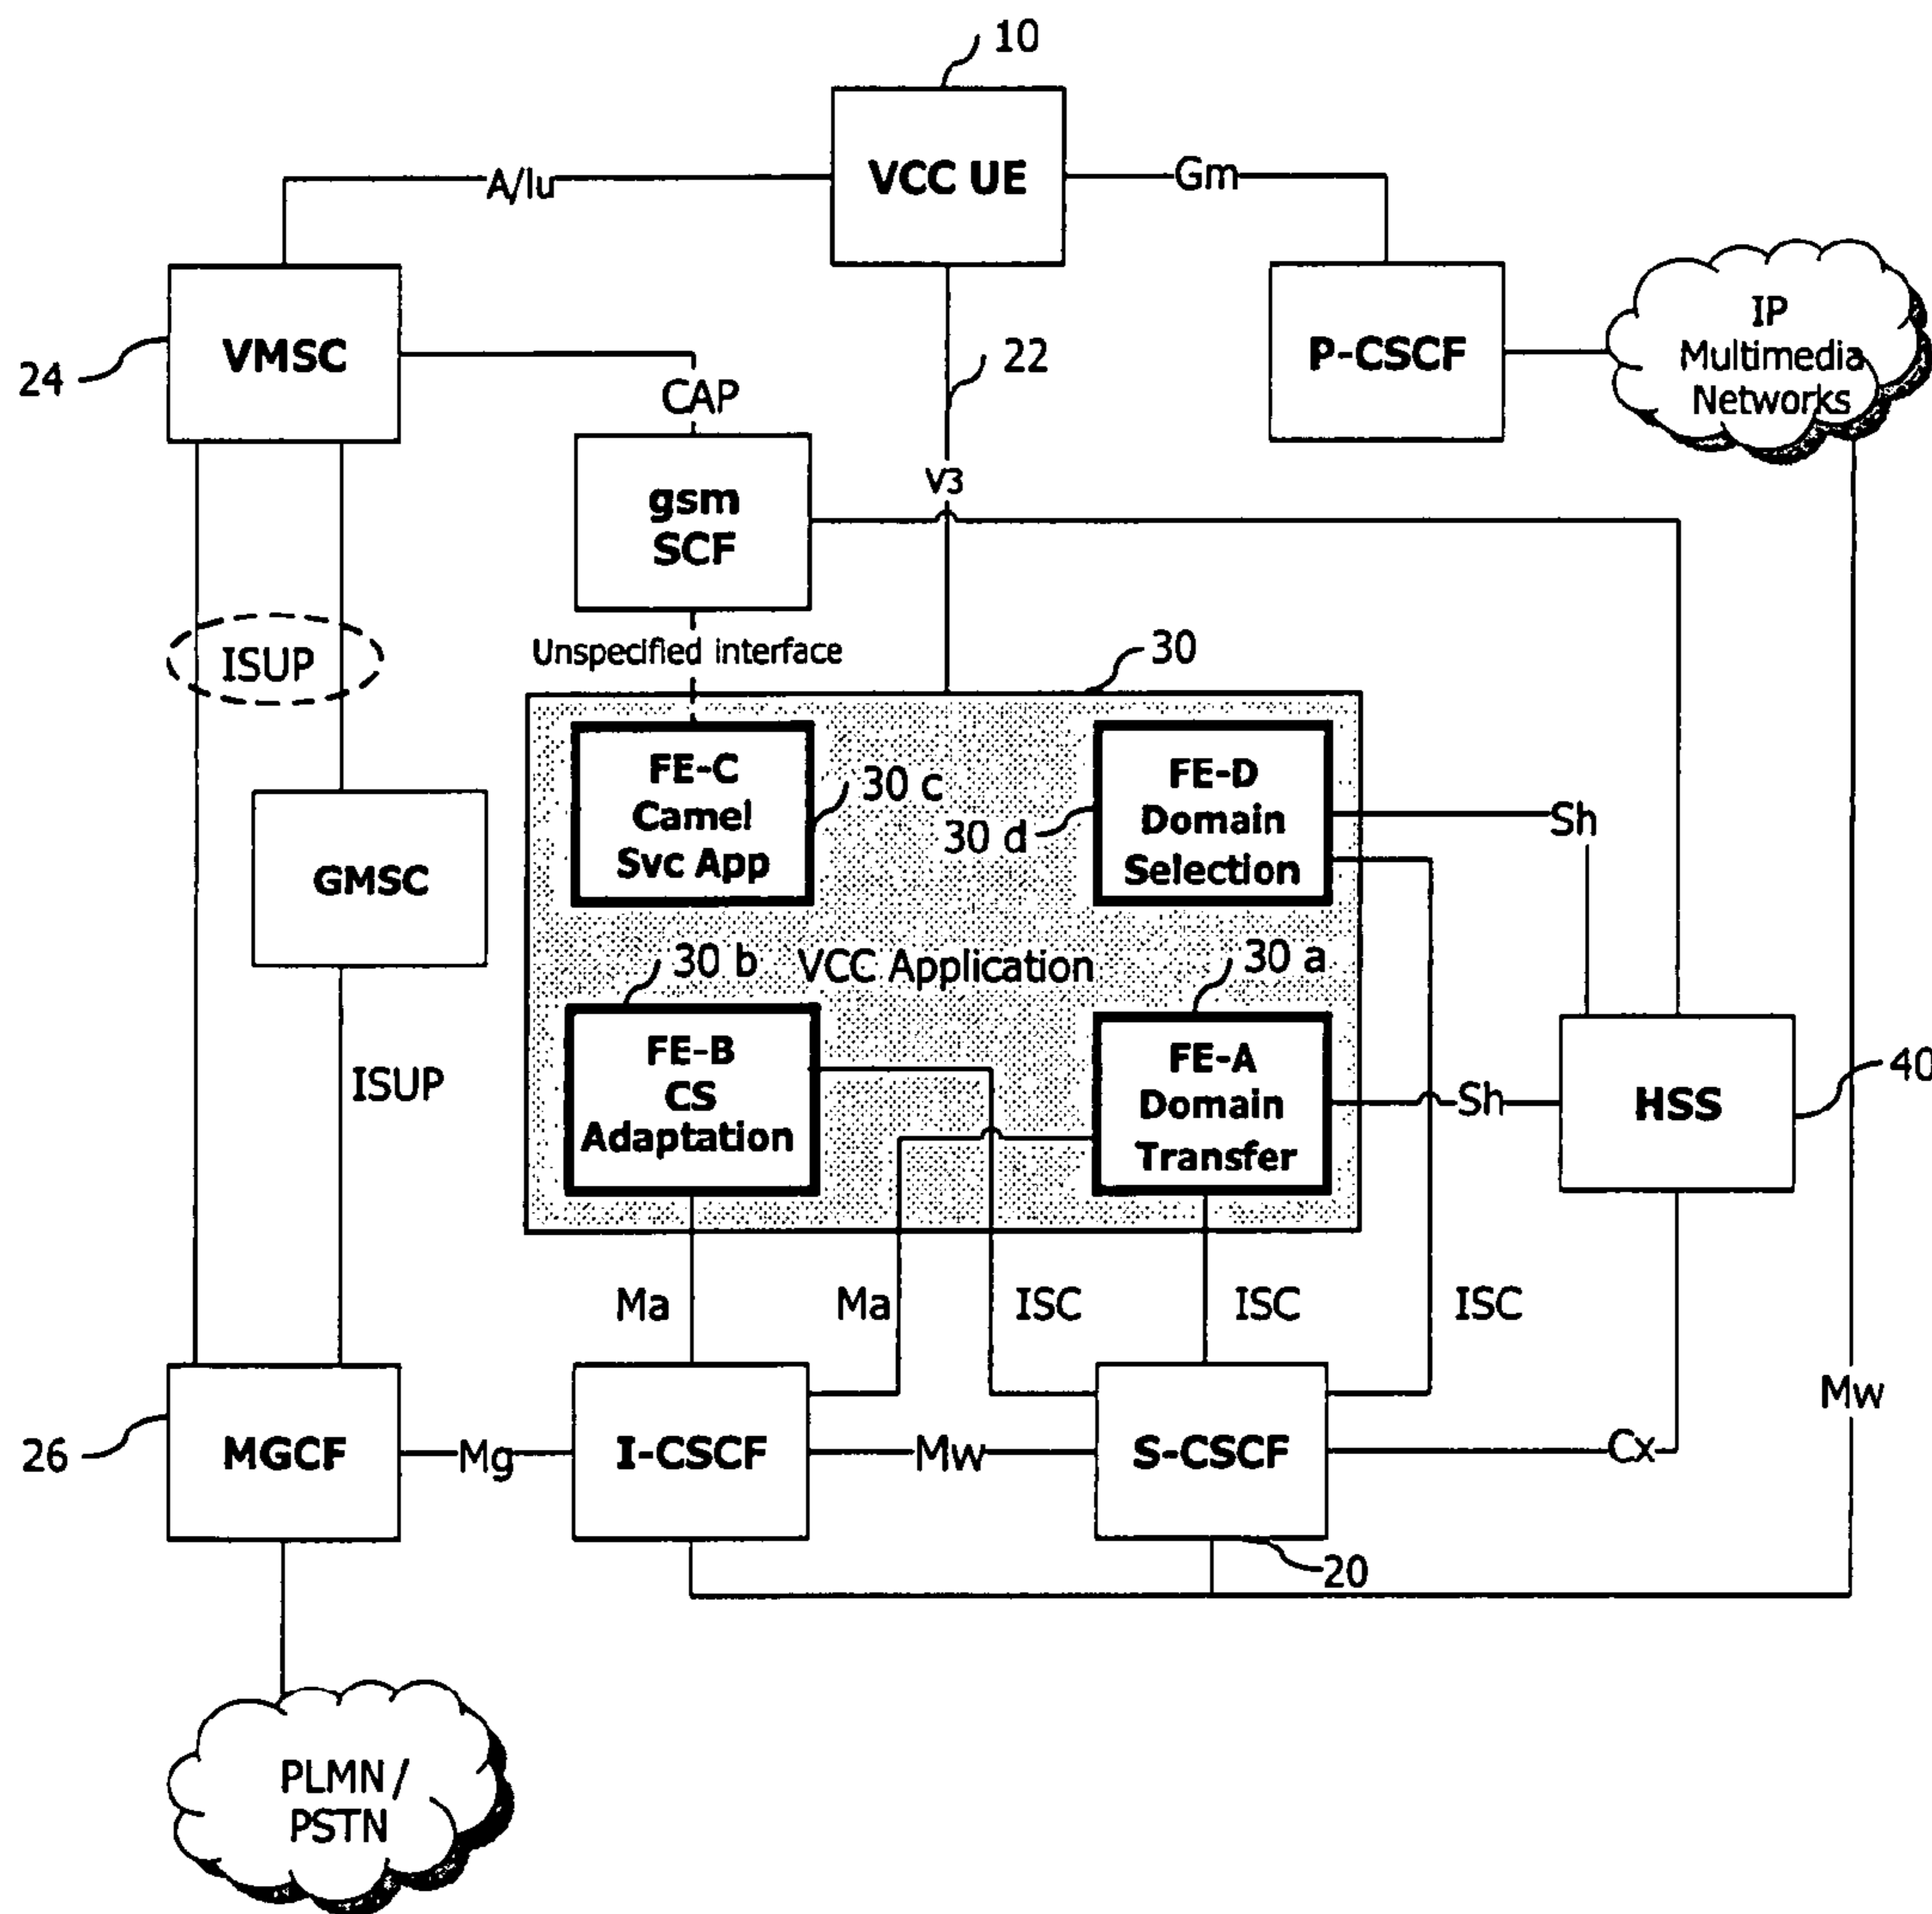 10
VCC UE
A/Iu
Gm
VMSC
24
CAP
22
P-CSCF
IP
Multimedia
Networks
V3
gsm
SCF
ISUP
Unspecified interface
30
FE-C
Camel
Svc App
30 c
FE-D
Domain
Selection
30 d
Sh
GMSC
30 b
VCC Application
30 a
FE-B
CS
Adaptation
FE-A
Domain
Transfer
Sh
HSS
40
ISUP
Ma
Ma
ISC
ISC
ISC
Mw
26
MGCF
Mg
I-CSCF
Mw
S-CSCF
Cx
20
PLMN/
PSTN